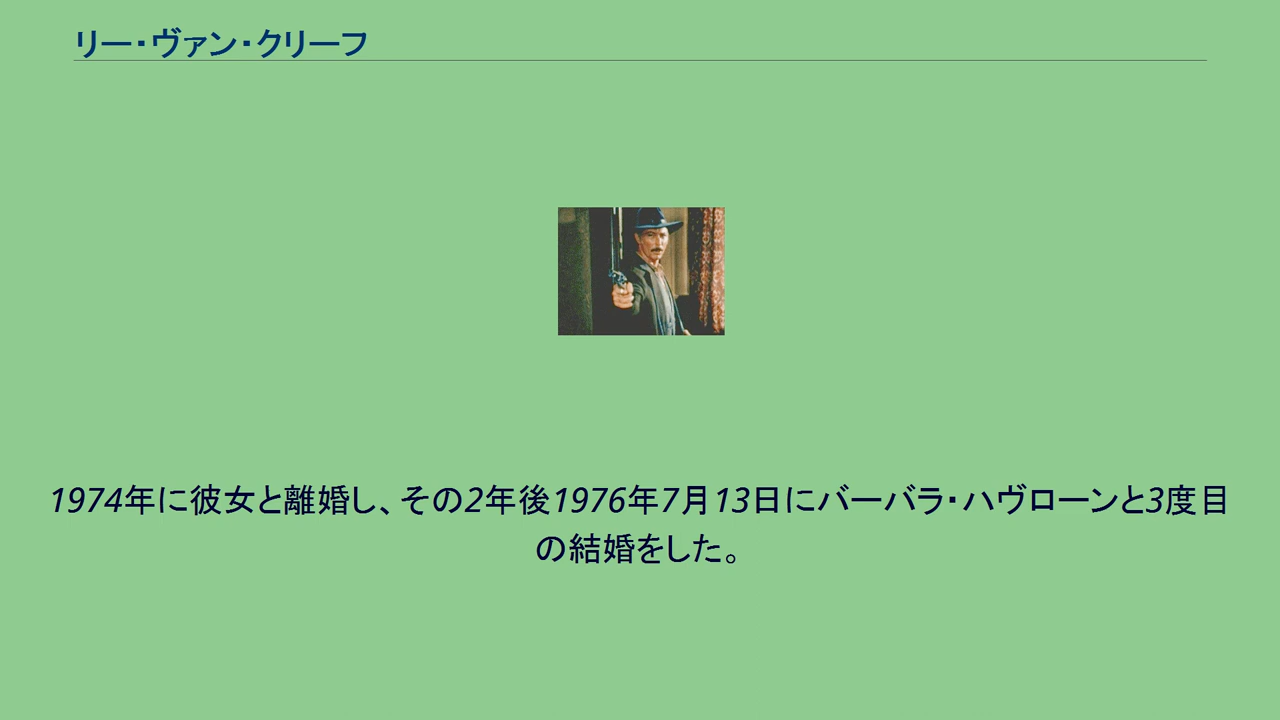 リー・ヴァン・クリーフ
1974年に彼女と離婚し、その2年後1976年7月13日にバーバラ・ハヴローンと3度目
の結婚をした。